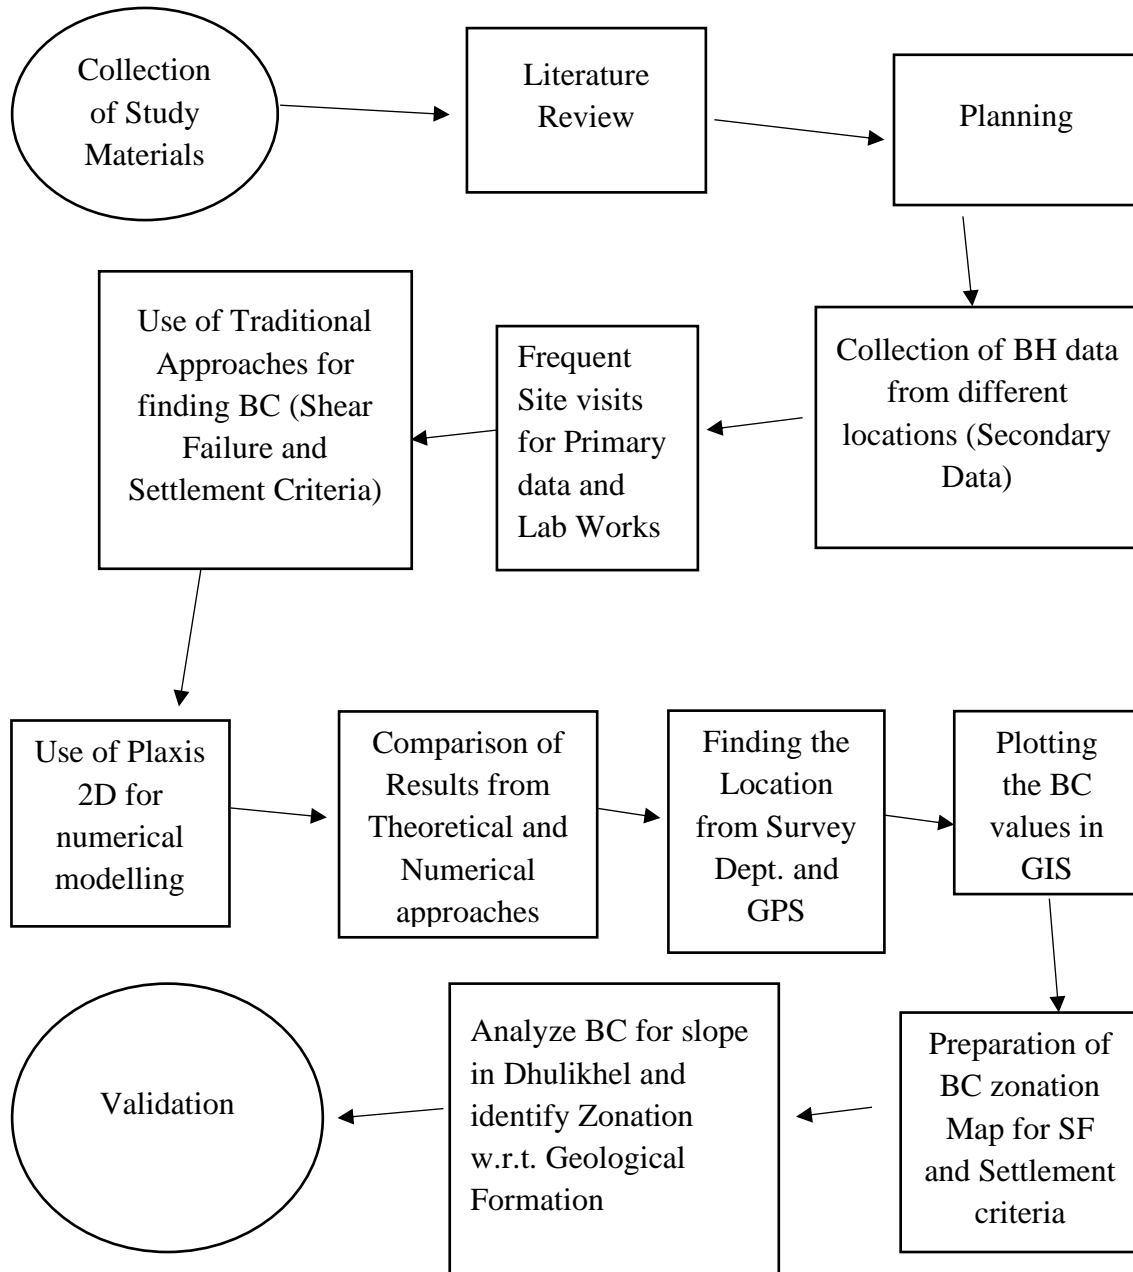 Collection
of Study
Materials
Literature
Review
Planning
Collection of BH data
from different
locations (Secondary
Data)
Frequent
Site visits
for Primary
data and
Lab Works
Use of Traditional
Approaches for
finding BC (Shear
Failure and
Settlement Criteria)
Use of Plaxis
2D for
numerical
modelling
Comparison of
Results from
Theoretical and
Numerical
approaches
Finding the
Location
from Survey
Dept. and
GPS
Plotting
the BC
values in
GIS
Preparation of
BC zonation
Map for SF
and Settlement
criteria
Analyze BC for slope
in Dhulikhel and
identify Zonation
w.r.t. Geological
Formation
Validation